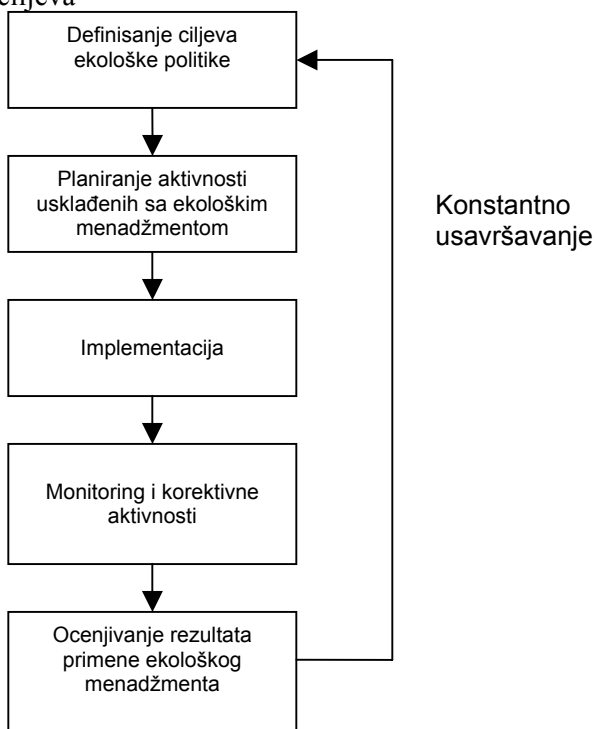 Definisanje ciljeva
ekološke politike
Planiranje aktivnosti
usklađenih sa ekološkim
menadžmentom
Konstantno
usavršavanje
Implementacija
Monitoring i korektivne
aktivnosti
Ocenjivanje rezultata
primene ekološkog
menadžmenta